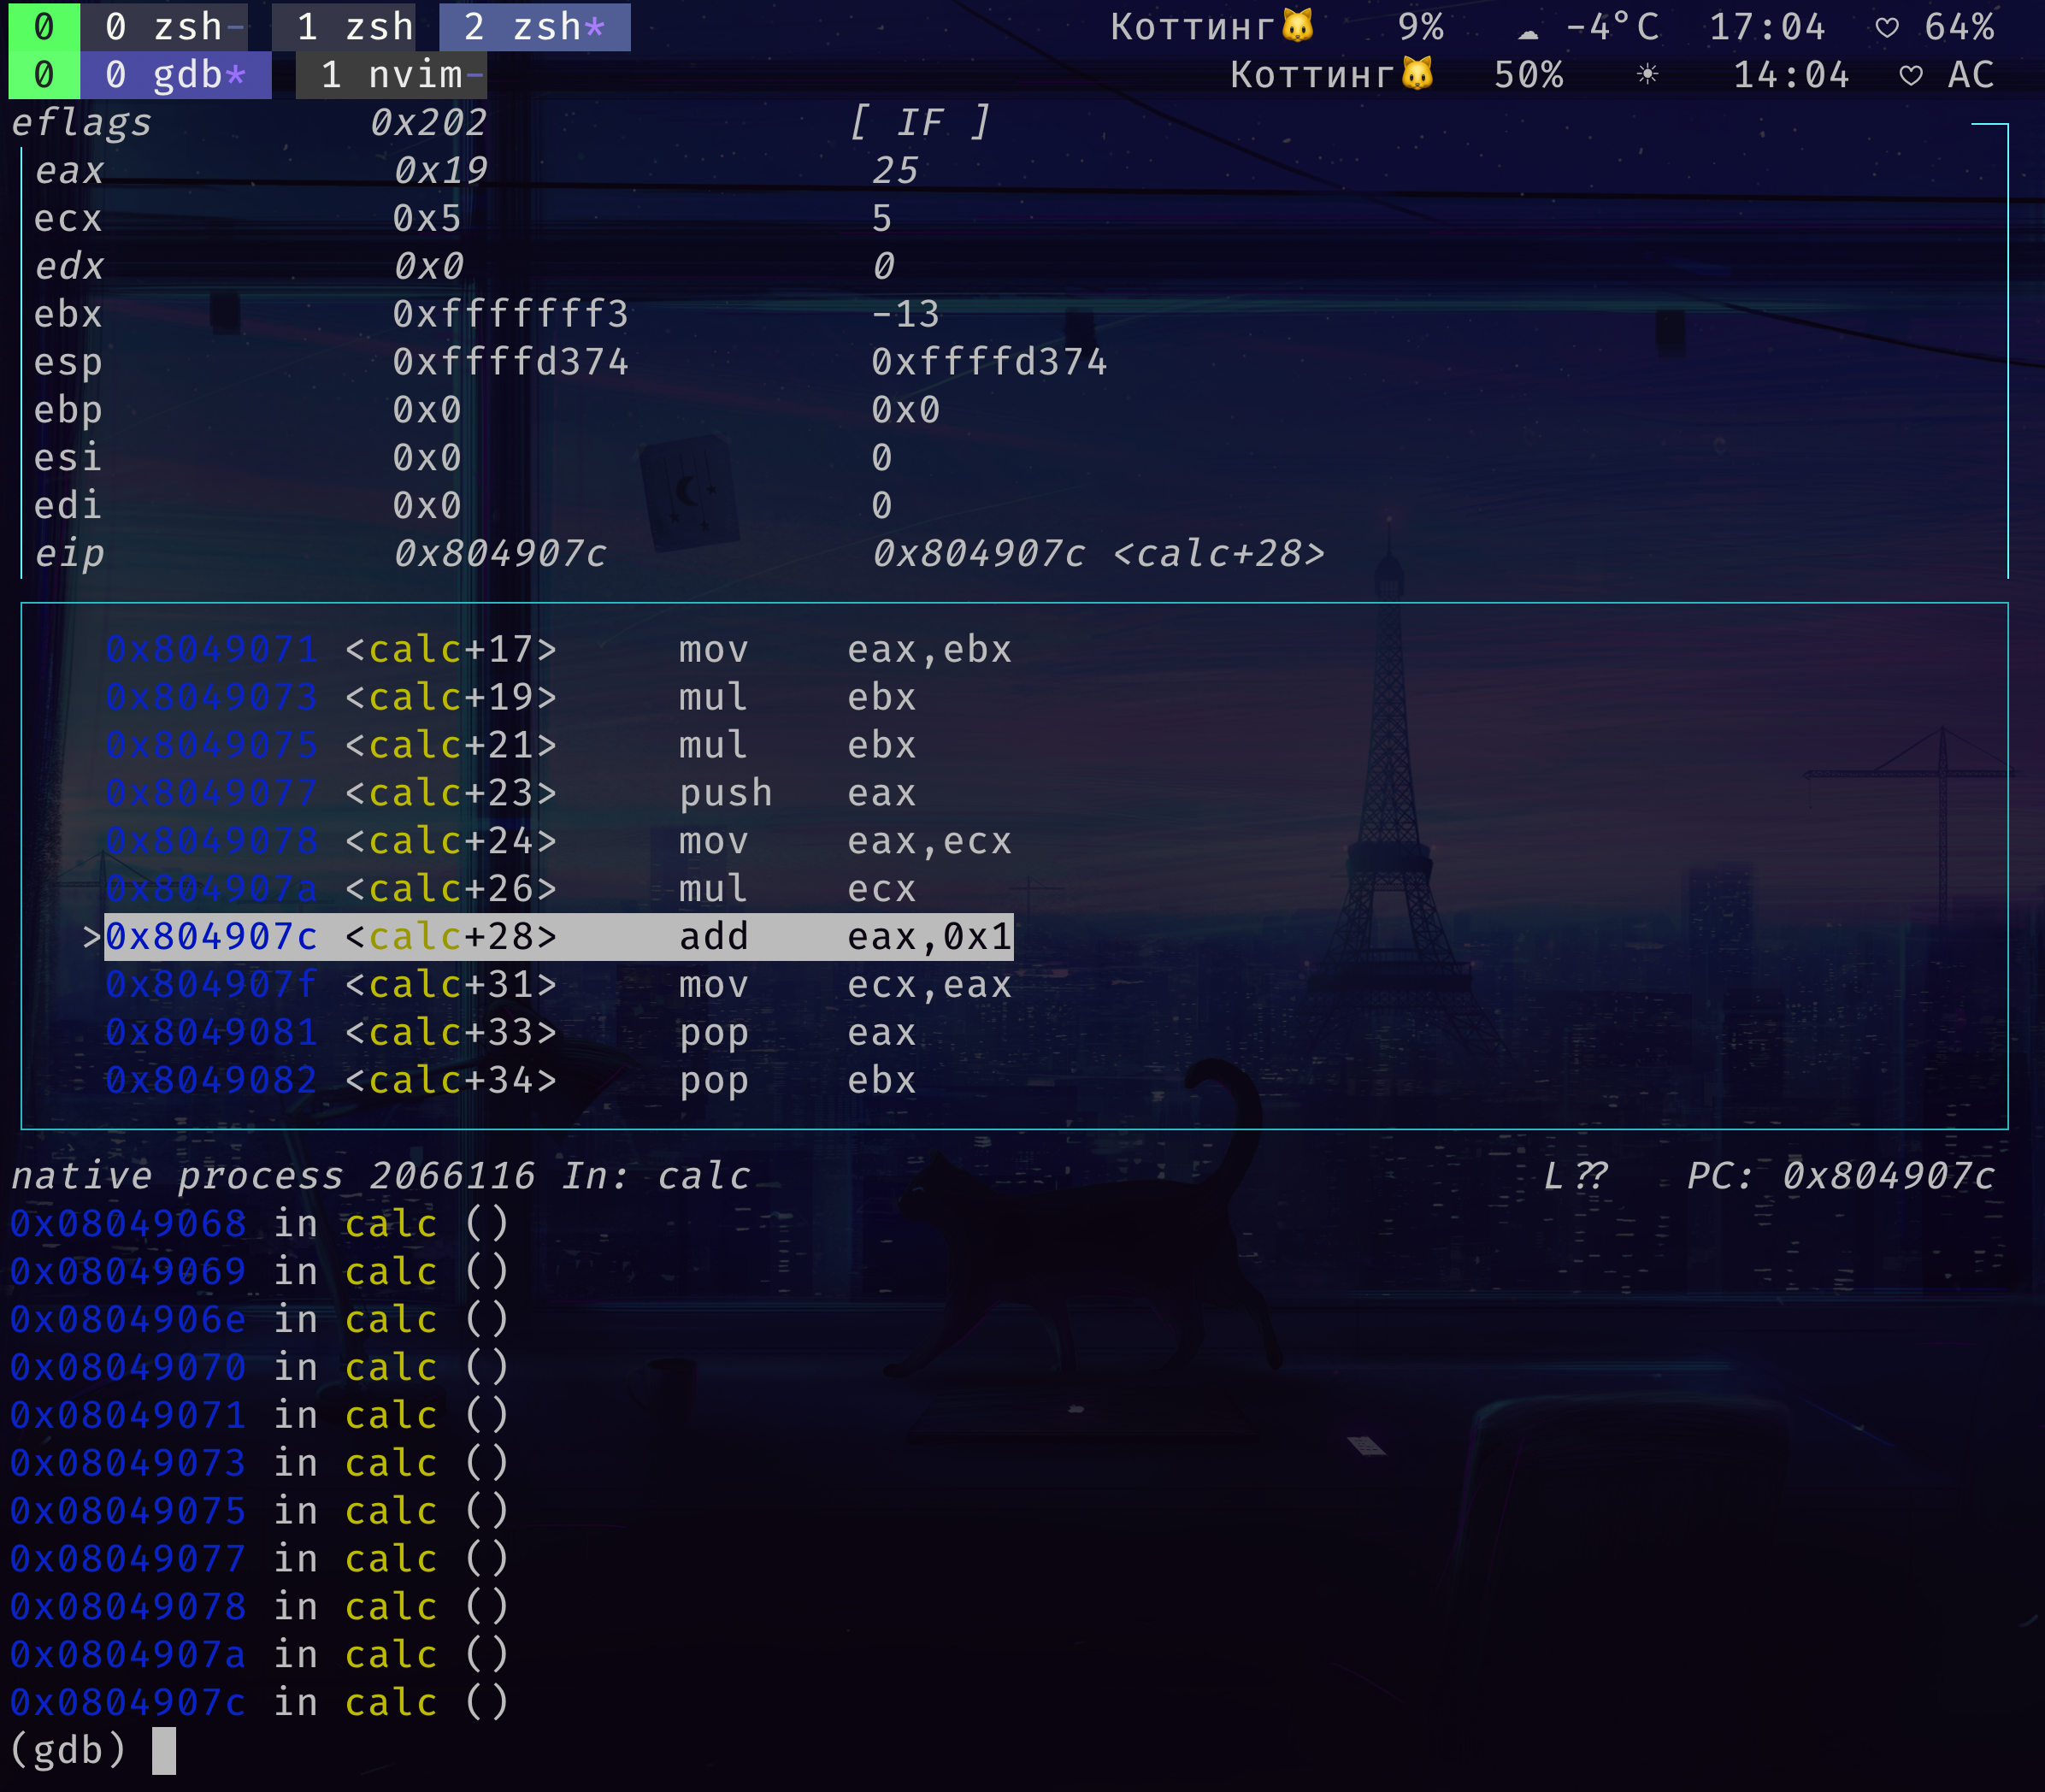 0 0 zsh- 1 zsh 2 zsh* Коттинг🐱 9% ☁ -4°C 17:04 ♡ 64%
0 0 gdb* 1 nvim- Коттинг🐱 50% ☀ 14:04 ♡ AC
eflags 0x202 [ IF ]
eax 0x19 25
ecx 0x5 5
edx 0x0 0
ebx 0xfffffff3 -13
esp 0xffffd374 0xffffd374
ebp 0x0 0x0
esi 0x0 0
edi 0x0 0
eip 0x804907c 0x804907c <calc+28>
0x8049071 <calc+17> mov eax,ebx
0x8049073 <calc+19> mul ebx
0x8049075 <calc+21> mul ebx
0x8049077 <calc+23> push eax
0x8049078 <calc+24> mov eax,ecx
0x804907a <calc+26> mul ecx
>0x804907c <calc+28> add eax,0x1
0x804907f <calc+31> mov ecx,eax
0x8049081 <calc+33> pop eax
0x8049082 <calc+34> pop ebx
native process 2066116 In: calc L?? PC: 0x804907c
0x08049068 in calc ()
0x08049069 in calc ()
0x0804906e in calc ()
0x08049070 in calc ()
0x08049071 in calc ()
0x08049073 in calc ()
0x08049075 in calc ()
0x08049077 in calc ()
0x08049078 in calc ()
0x0804907a in calc ()
0x0804907c in calc ()
(gdb)